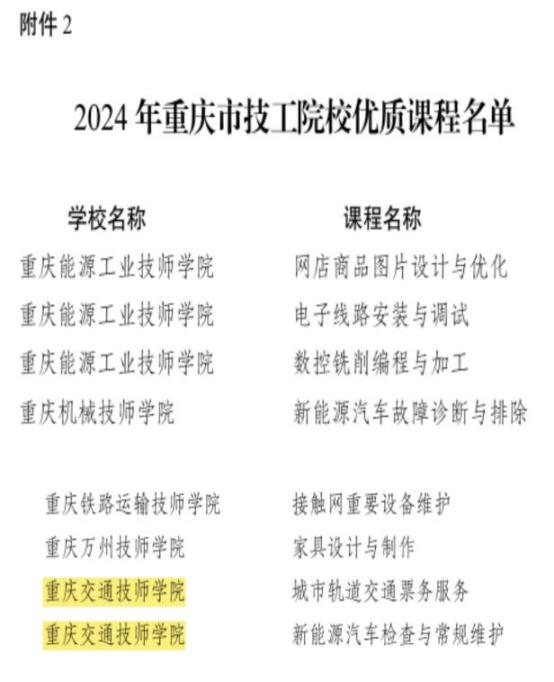 附件 2
2024 年重庆市技工院校优质课程名单
学校名称 课程名称
重庆能源工业技师学院 网店商品图片设计与优化
重庆能源工业技师学院 电子线路安装与调试
重庆能源工业技师学院 数控铣削编程与加工
重庆机械技师学院 新能源汽车故障诊断与排除
重庆铁路运输技师学院 接触网重要设备维护
重庆万州技师学院 家具设计与制作
重庆交通技师学院 城市轨道交通票务服务
重庆交通技师学院 新能源汽车检查与常规维护